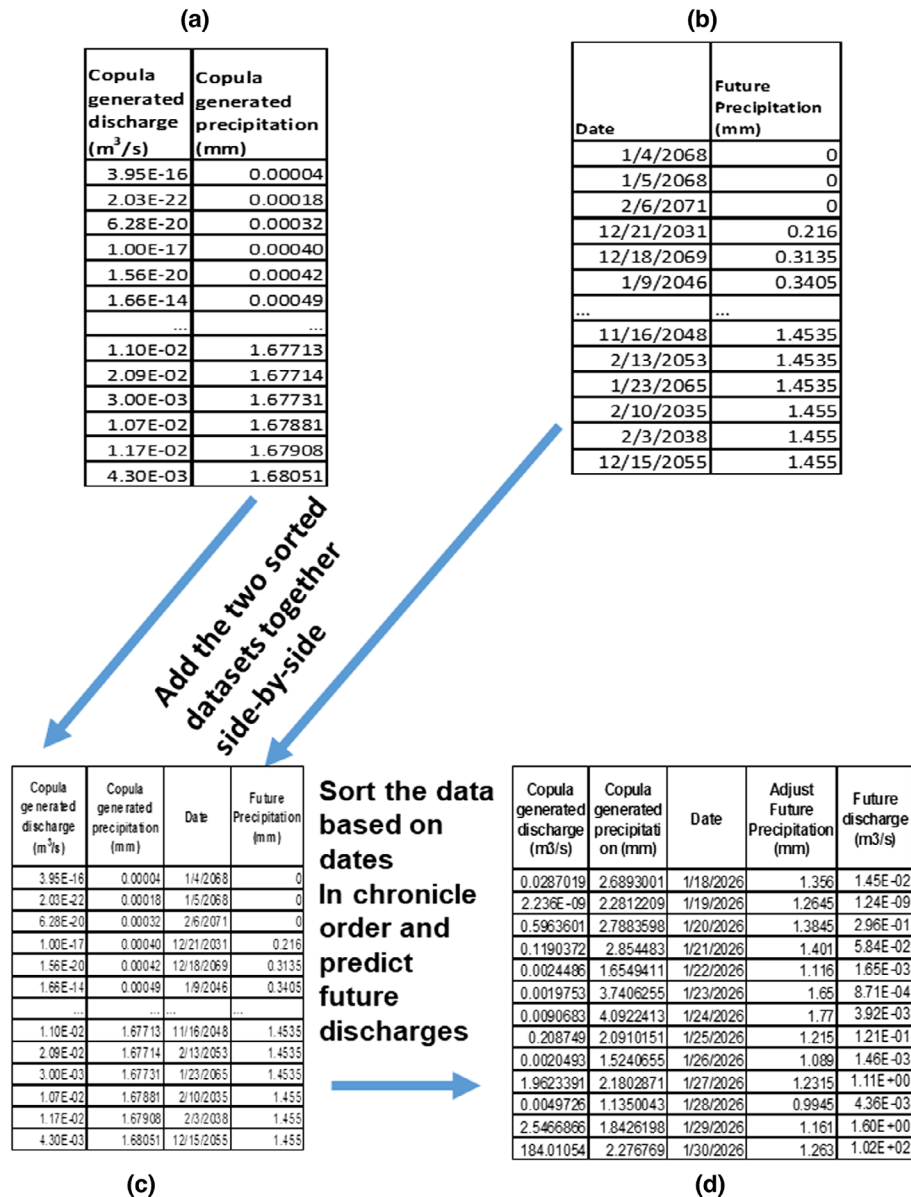 (a)
(b)
Copula generated discharge (m³/s) Copula generated precipitation (mm)
3.95E-16 0.00004
2.03E-22 0.00018
6.28E-20 0.00032
1.00E-17 0.00040
1.56E-20 0.00042
1.66E-14 0.00049
... ...
1.10E-02 1.67713
2.09E-02 1.67714
3.00E-03 1.67731
1.07E-02 1.67881
1.17E-02 1.67908
4.30E-03 1.68051
Date Future Precipitation (mm)
1/4/2068 0
1/5/2068 0
2/6/2071 0
12/21/2031 0.216
12/18/2069 0.3135
1/9/2046 0.3405
... ...
11/16/2048 1.4535
2/13/2053 1.4535
1/23/2065 1.4535
2/10/2035 1.455
2/3/2038 1.455
12/15/2055 1.455
Add the two sorted
datasets together
side-by-side
Copula generated discharge (m³/s) Copula generated precipitation (mm) Date Future Precipitation (mm)
3.95E-16 0.00004 1/4/2068 0
2.03E-22 0.00018 1/5/2068 0
6.28E-20 0.00032 2/6/2071 0
1.00E-17 0.00040 12/21/2031 0.216
1.56E-20 0.00042 12/18/2069 0.3135
1.66E-14 0.00049 1/9/2046 0.3405
... ... ... ...
1.10E-02 1.67713 11/16/2048 1.4535
2.09E-02 1.67714 2/13/2053 1.4535
3.00E-03 1.67731 1/23/2065 1.4535
1.07E-02 1.67881 2/10/2035 1.455
1.17E-02 1.67908 2/3/2038 1.455
4.30E-03 1.68051 12/15/2055 1.455
Sort the data
based on
dates
In chronicle
order and
predict
future
discharges
Copula generated discharge (m3/s) Copula generated precipitati on (mm) Date Adjust Future Precipitation (mm) Future discharge (m3/s)
0.0287019 2.6893001 1/18/2026 1.356 1.45E-02
2.236E-09 2.2812209 1/19/2026 1.2645 1.24E-09
0.5963601 2.7883598 1/20/2026 1.3845 2.96E-01
0.1190372 2.854483 1/21/2026 1.401 5.84E-02
0.0024486 1.6549411 1/22/2026 1.116 1.65E-03
0.0019753 3.7406255 1/23/2026 1.65 8.71E-04
0.0090683 4.0922413 1/24/2026 1.77 3.92E-03
0.208749 2.0910151 1/25/2026 1.215 1.21E-01
0.0020493 1.5240655 1/26/2026 1.089 1.46E-03
1.9623391 2.1802871 1/27/2026 1.2315 1.11E+00
0.0049726 1.1350043 1/28/2026 0.9945 4.36E-03
2.5466866 1.8426198 1/29/2026 1.161 1.60E+00
184.01054 2.276769 1/30/2026 1.263 1.02E+02
(c)
(d)